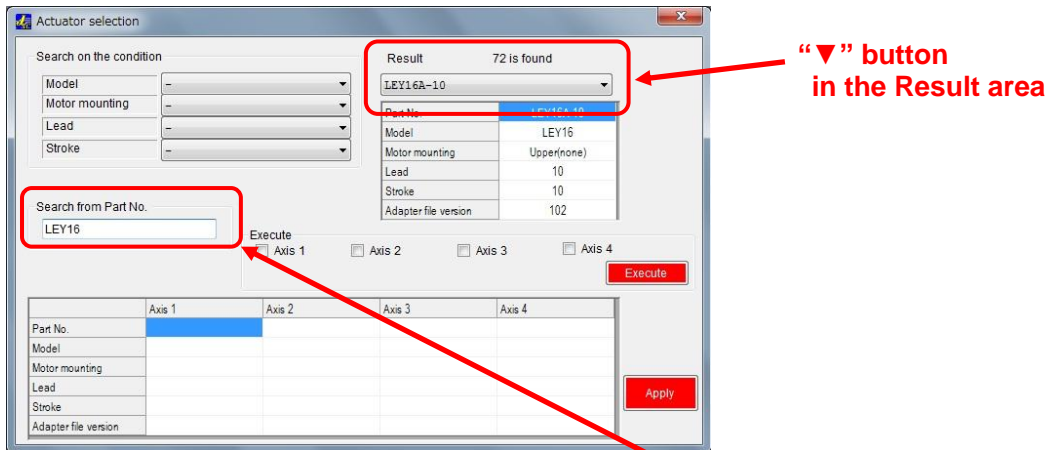 Actuator selection
Search on the condition
Model -
Motor mounting -
Lead -
Stroke -
Result 72 is found
LEY16A-10
Part No. LEY16A-10
Model LEY16
Motor mounting Upper(none)
Lead 10
Stroke 10
Adapter file version 102
“▼” button
in the Result area
Search from Part No.
LEY16
Execute
Axis 1 Axis 2 Axis 3 Axis 4
Execute
Axis 1 Axis 2 Axis 3 Axis 4
Part No.
Model
Motor mounting
Lead
Stroke
Adapter file version
Apply